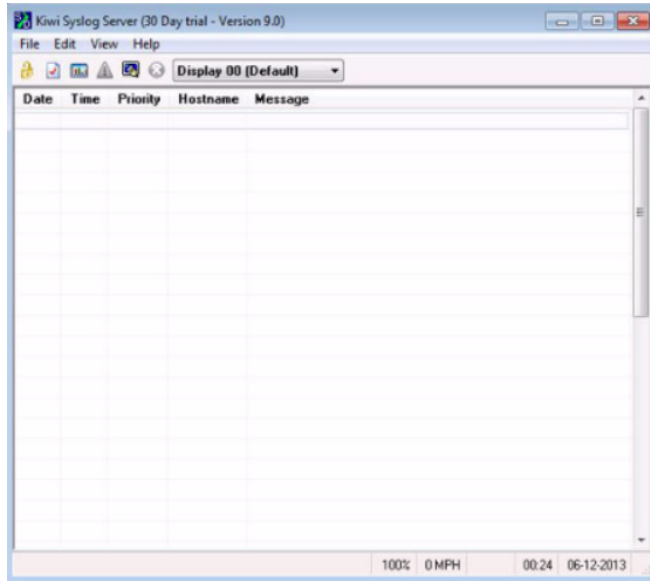 Kiwi Syslog Server (30 Day trial - Version 9.0)
File Edit View Help
Display 00 (Default)
Date Time Priority Hostname Message
100% 0 MPH 00:24 06-12-2013